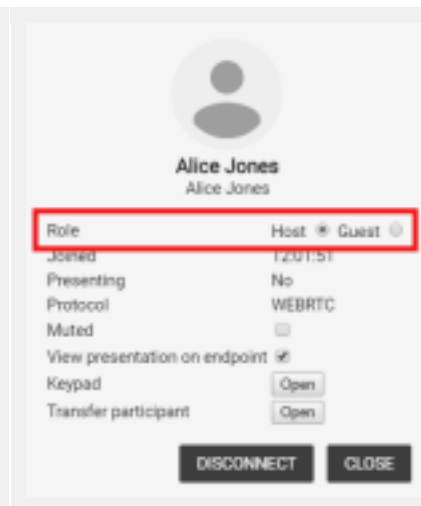 Alice Jones
Alice Jones
Role Host Guest
Joined 12:01:51
Presenting No
Protocol WEBRTC
Muted
View presentation on endpoint
Keypad Open
Transfer participant Open
DISCONNECT CLOSE